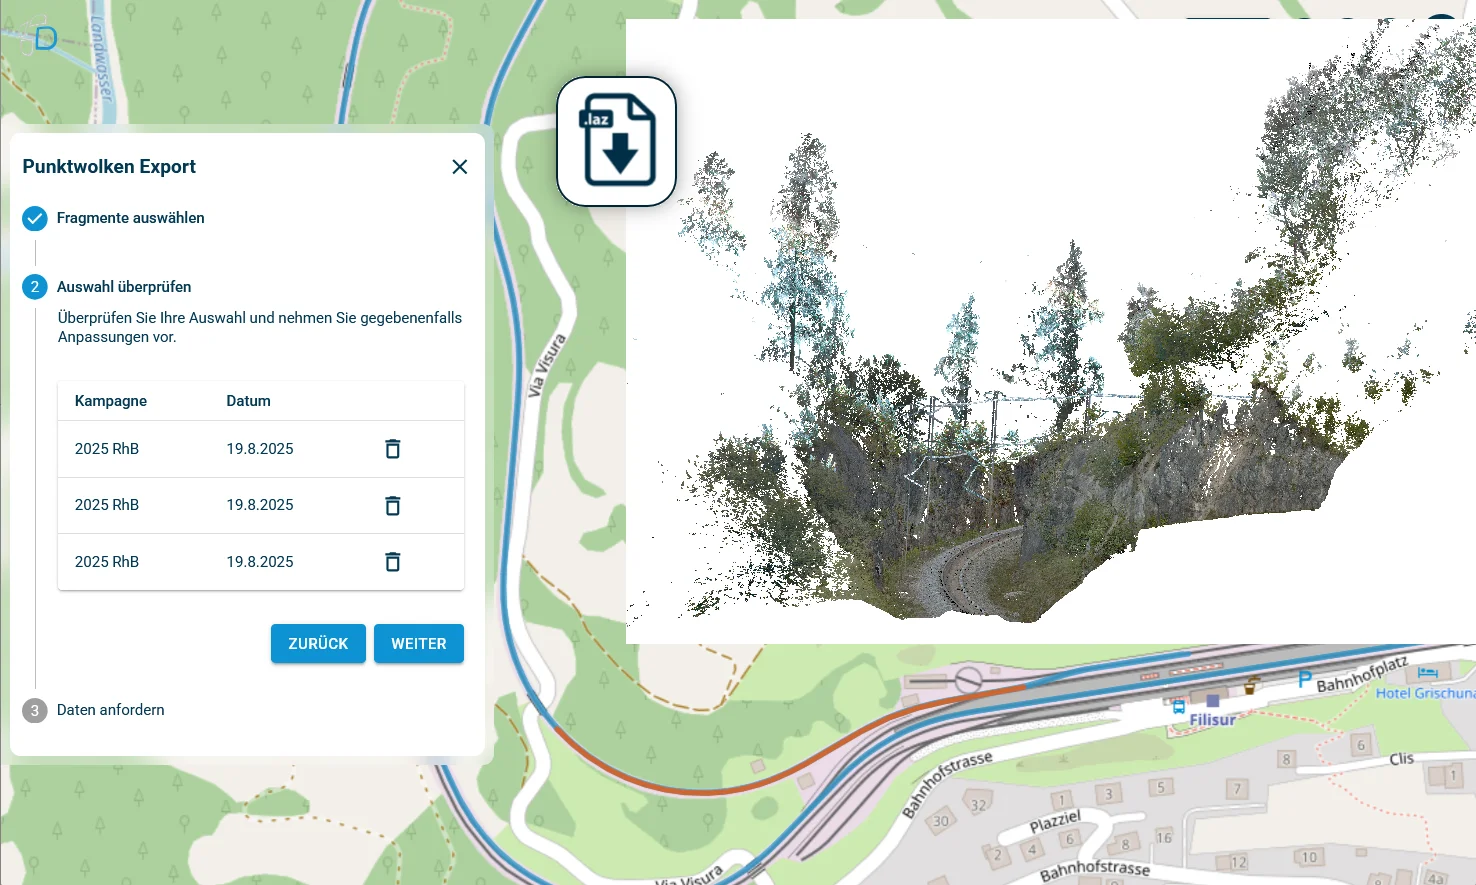 Landwasser
D
.laz
Punktwolken Export
Fragmente auswählen
2
Auswahl überprüfen
Überprüfen Sie Ihre Auswahl und nehmen Sie gegebenenfalls
Anpassungen vor.
Kampagne Datum
2025 RhB 19.8.2025
2025 RhB 19.8.2025
2025 RhB 19.8.2025
ZURÜCK WEITER
3
Daten anfordern
Via Visura
Bahnhofplatz
P
Hotel Grischuna
Filisur
Bahnhofstrasse
Clis
6
8
1
7
5
3
1
32
30
Plazziel
16
8
6
4
2
12
10
4a
8
1
Bahnhofstrasse
Via Visura